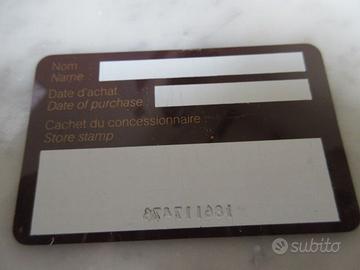 Nom
Name :
Date d'achat
Date of purchase :
Cachet du concessionnaire :
Store stamp
subito